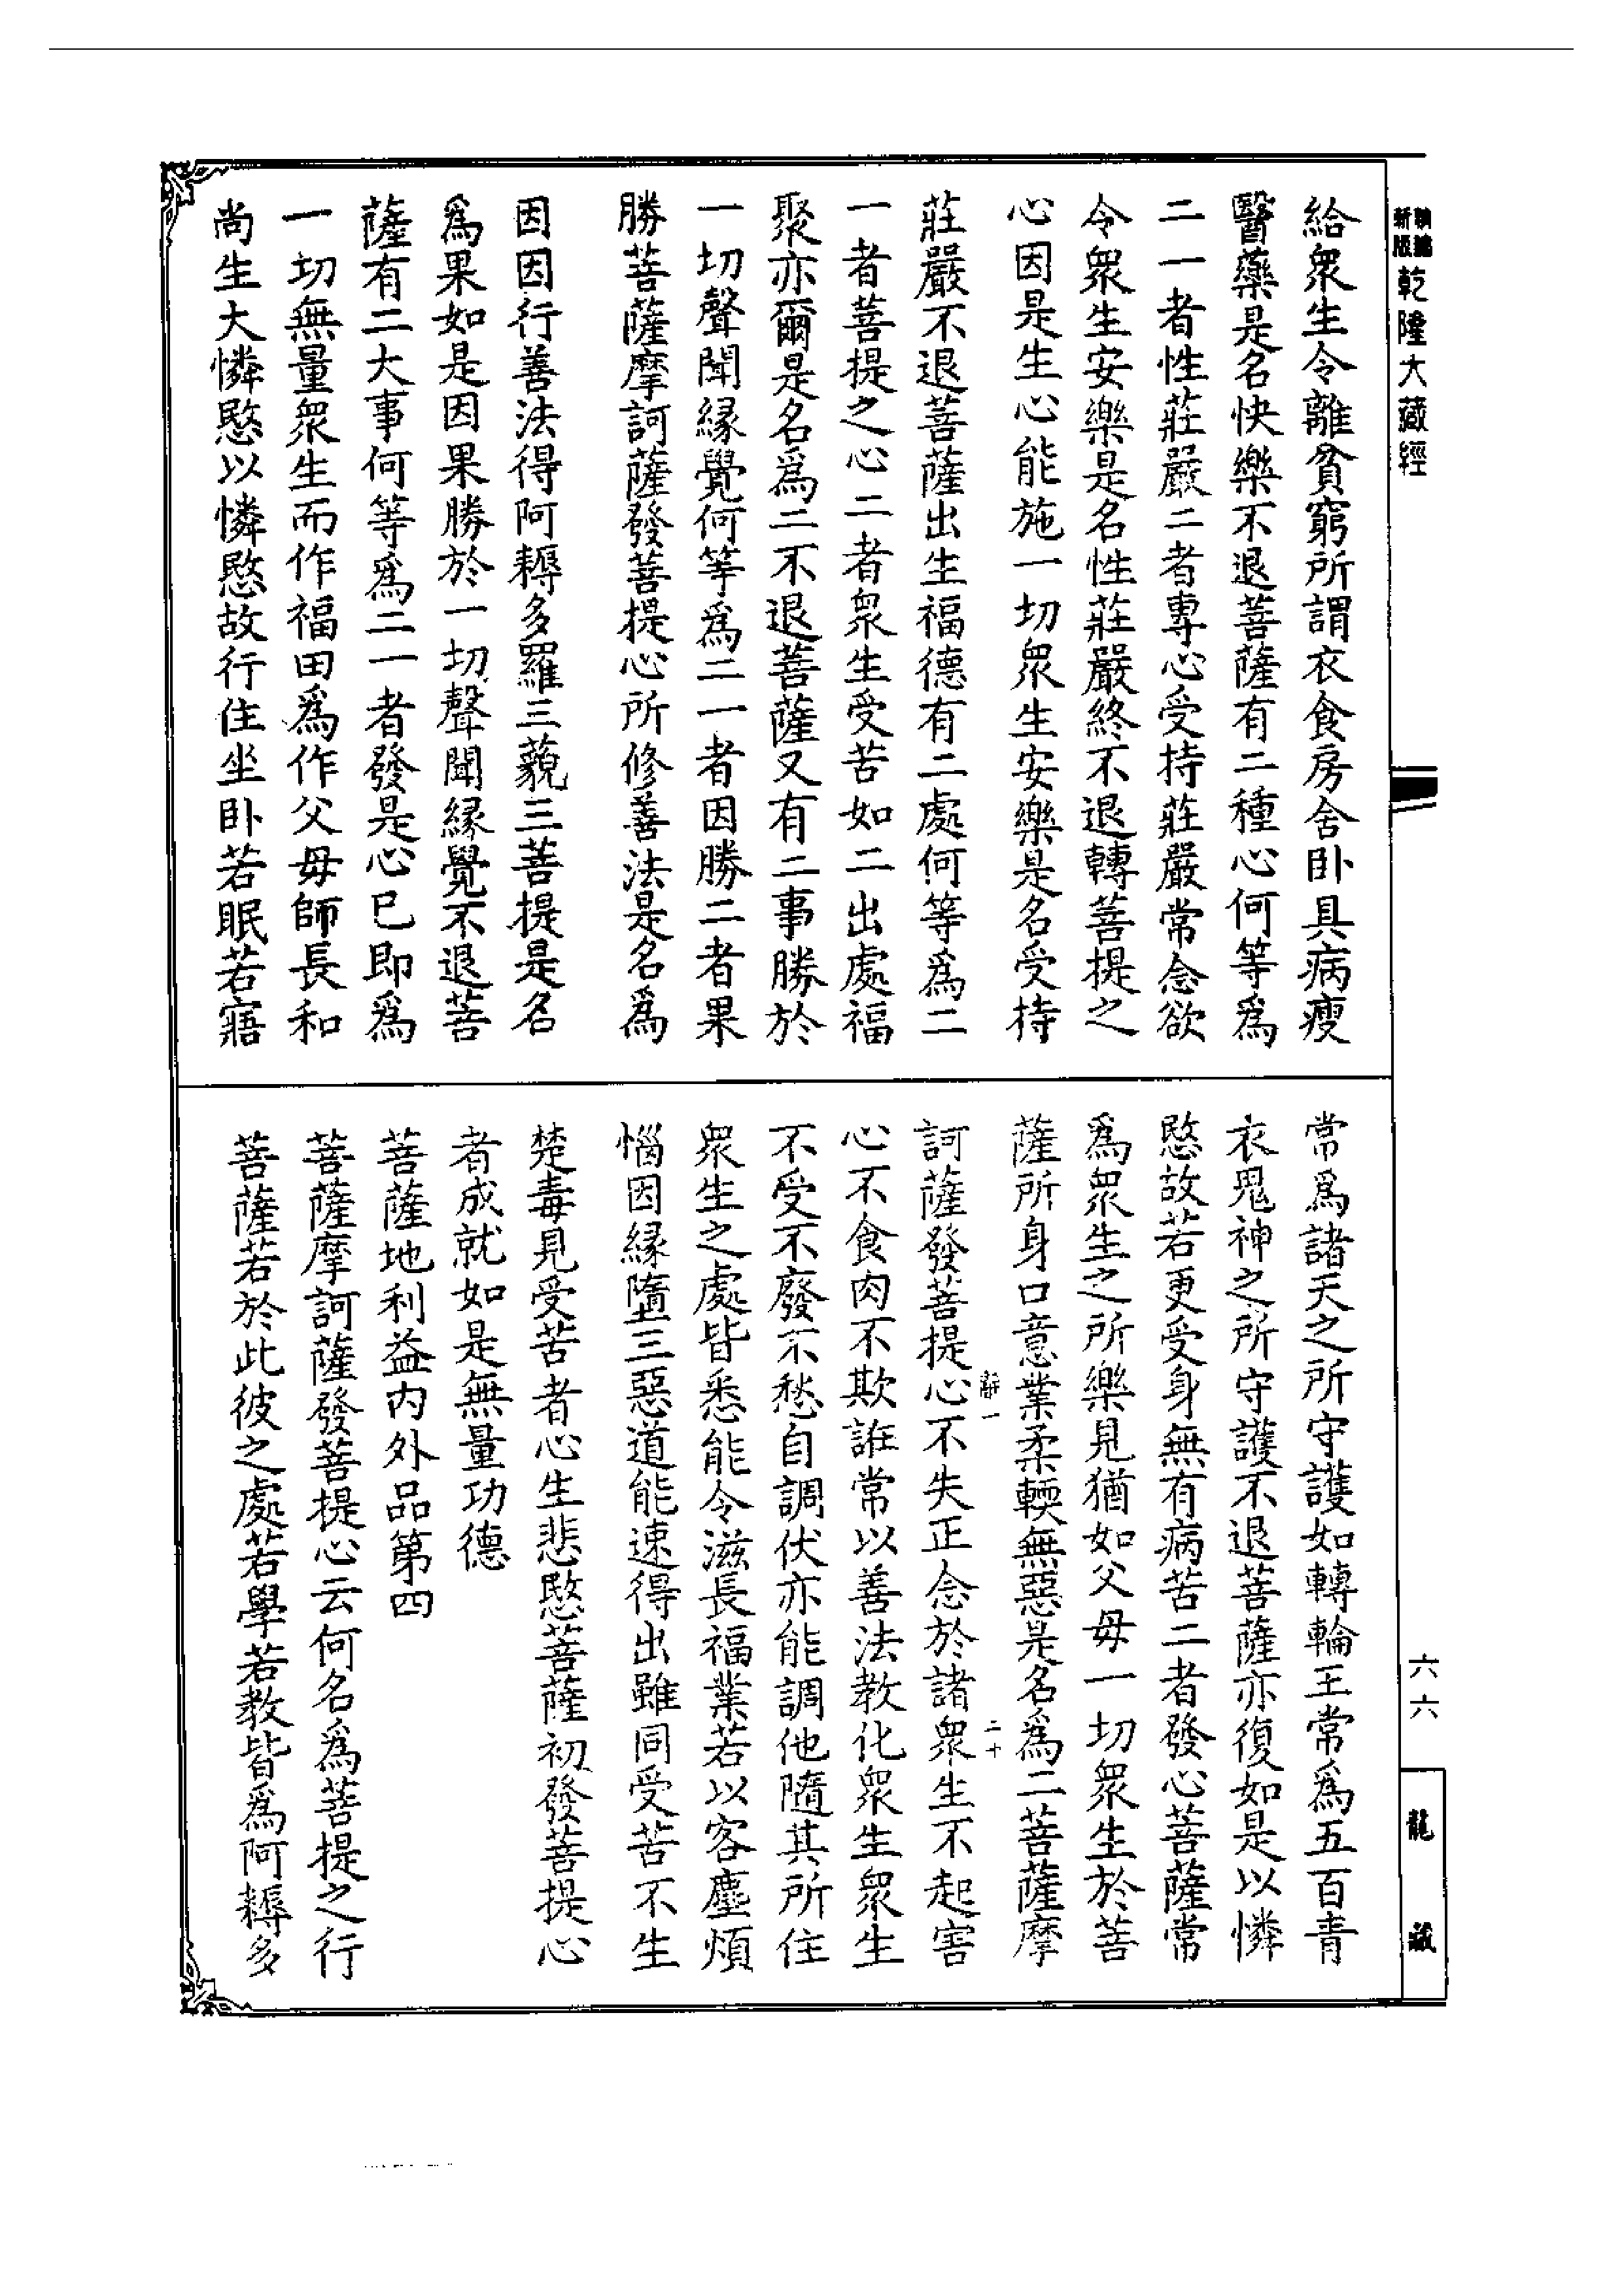 新編
新版
乾隆大藏經
給衆生令離貧窮所謂衣食房舍卧具病瘦
醫藥是名快樂不退菩薩有二種心何等爲
二一者性莊嚴二者專心受持莊嚴常念欲
令衆生安樂是名性莊嚴終不退轉菩提之
心因是生心能施一切衆生安樂是名受持
莊嚴不退菩薩出生福德有二處何等爲二
一者菩提之心二者衆生受苦如二出處福
聚亦爾是名爲二不退菩薩又有二事勝於
一切聲聞緣覺何等爲二一者因勝二者果
勝菩薩摩訶薩發菩提心所修善法是名爲
因因行善法得阿耨多羅三藐三菩提是名
爲果如是因果勝於一切聲聞緣覺不退菩
薩有二大事何等爲二一者發是心已即爲
一切無量衆生而作福田爲作父母師長和
尚生大憐愍以憐愍故行住坐卧若眠若寤
常爲諸天之所守護如轉輪王常爲五百青
衣鬼神之所守護不退菩薩亦復如是以憐
愍故若更受身無有病苦二者發心菩薩常
爲衆生之所樂見猶如父母一切衆生於菩
薩所身口意業柔輭無惡是名爲二菩薩摩
訶薩發菩提心不失正念於諸衆生不起害
心不食肉不欺誑常以善法教化衆生衆生
不受不廢不愁自調伏亦能調他隨其所住
衆生之處皆悉能令滋長福業若以客塵煩
惱因緣墮三惡道能速得出雖同受苦不生
楚毒見受苦者心生悲愍菩薩初發菩提心
者成就如是無量功德
菩薩地利益内外品第四
菩薩摩訶薩發菩提心云何名爲菩提之行
菩薩若於此彼之處若學若教皆爲阿耨多
二十
六六
龍藏